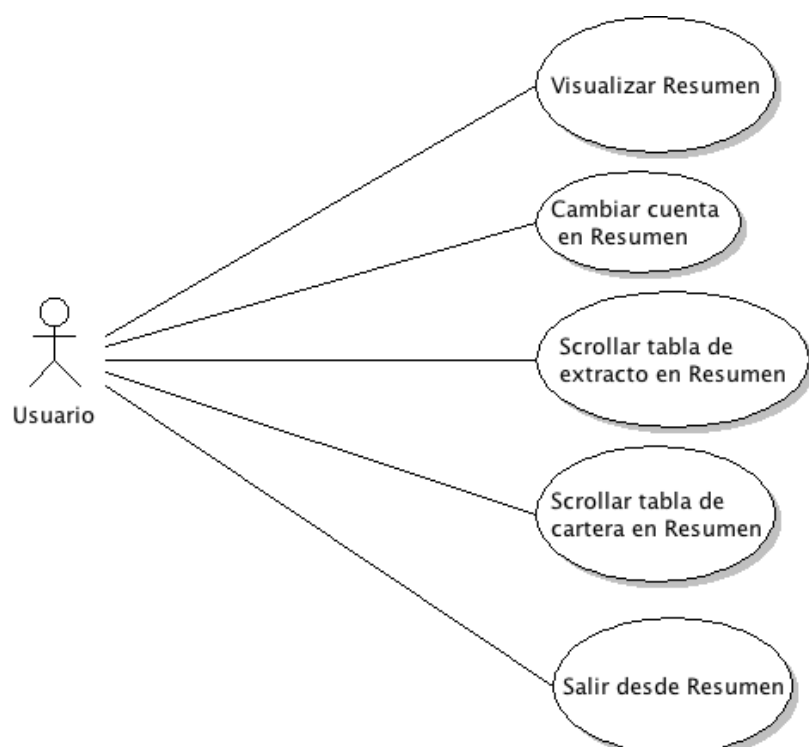 Visualizar Resumen
Cambiar cuenta
en Resumen
Scrollar tabla de
extracto en Resumen
Usuario
Scrollar tabla de
cartera en Resumen
Salir desde Resumen